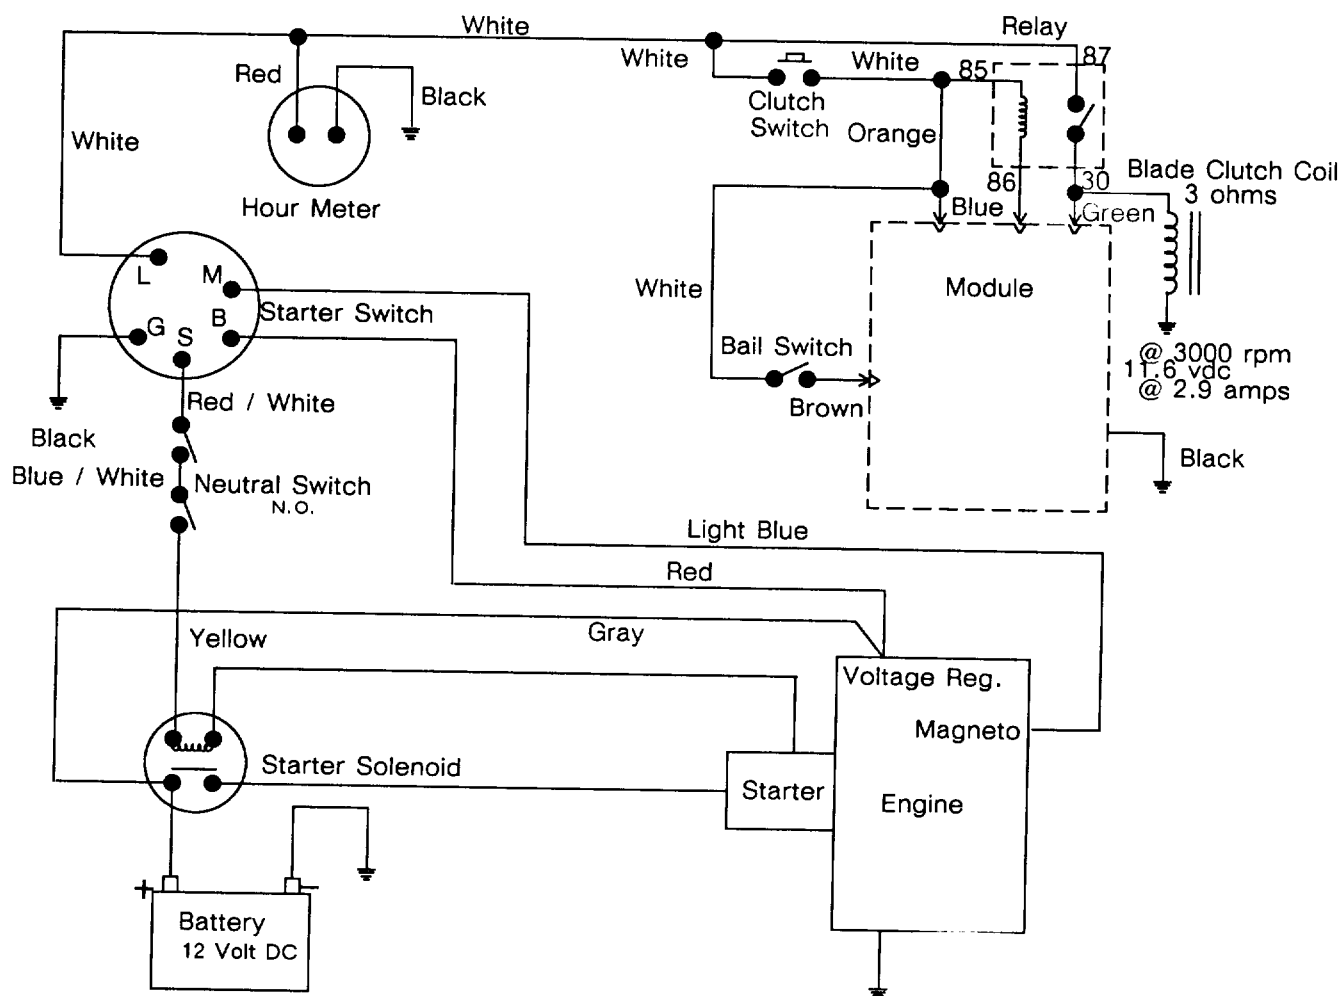 White
Relay
White
White
87
Red
85
Black
Clutch
Switch
White
Orange
Blade Clutch Coil
3 ohms
86
30
Hour Meter
Blue
Green
L
M
Module
White
G
S
B
Starter Switch
Bail Switch
@ 3000 rpm
11.6 vdc
@ 2.9 amps
Red / White
Brown
Black
Black
Blue / White
Neutral Switch
N.O.
Light Blue
Red
Yellow
Gray
Voltage Reg.
Magneto
Starter Solenoid
Starter
Engine
+
−
Battery
12 Volt DC